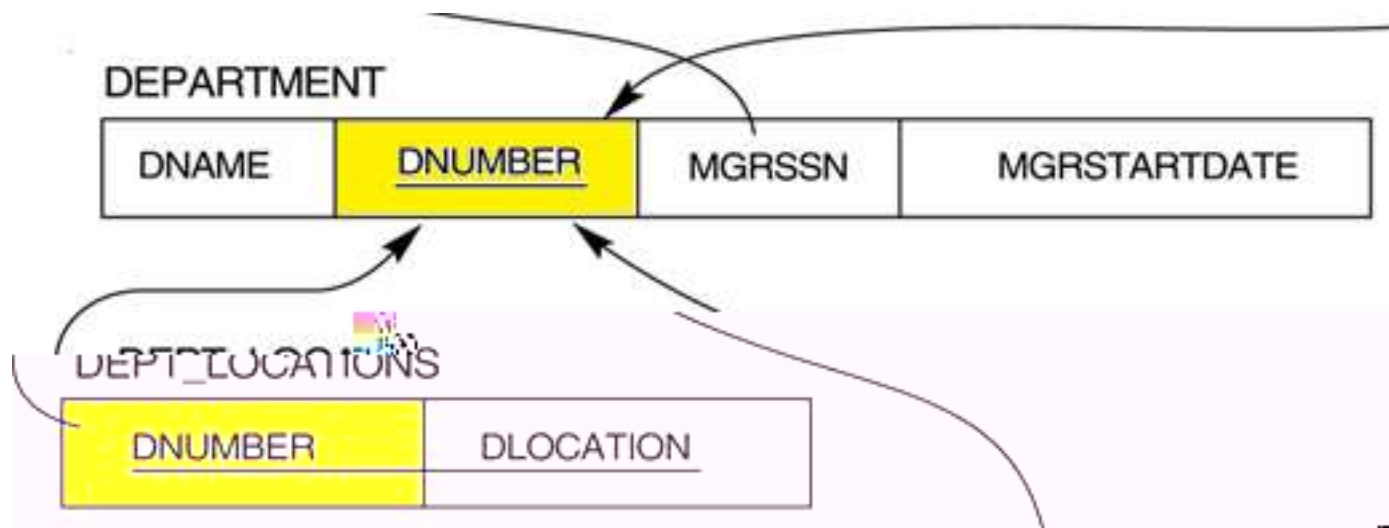 DEPARTMENT
DNAME DNUMBER MGRSSN MGRSTARTDATE
DEPT_LOCATIONS
DNUMBER DLOCATION